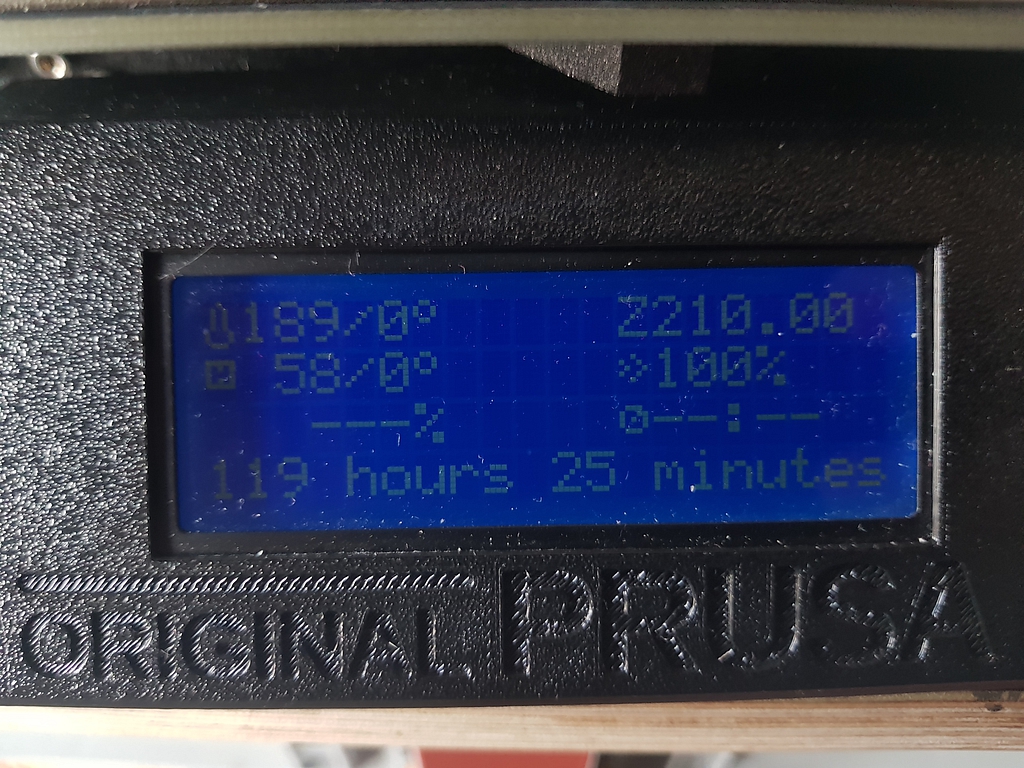 189/0° Z210.00
58/0° 100%
---% --:--
119 hours 25 minutes
ORIGINAL PRUSA